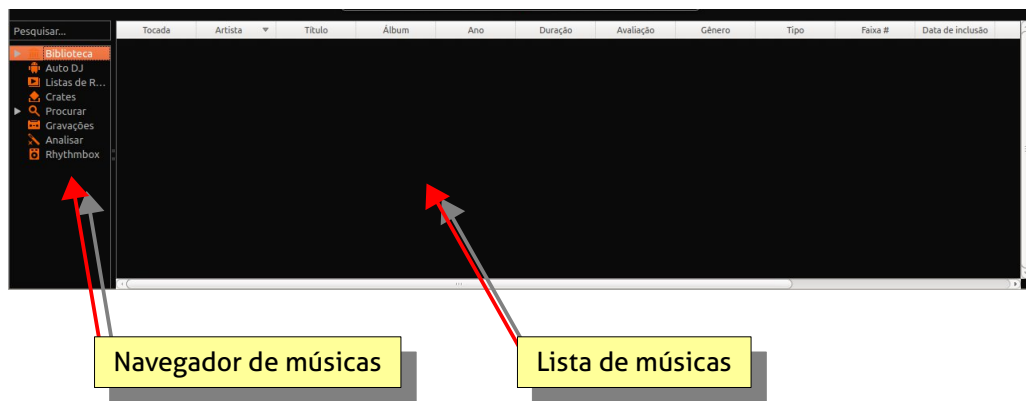 Pesquisar...
Tocada Artista Título Álbum Ano Duração Avaliação Gênero Tipo Faixa # Data de inclusão
Biblioteca
Auto DJ
Listas de R...
Crates
Procurar
Gravações
Analisar
Rhythmbox
Navegador de músicas Lista de músicas